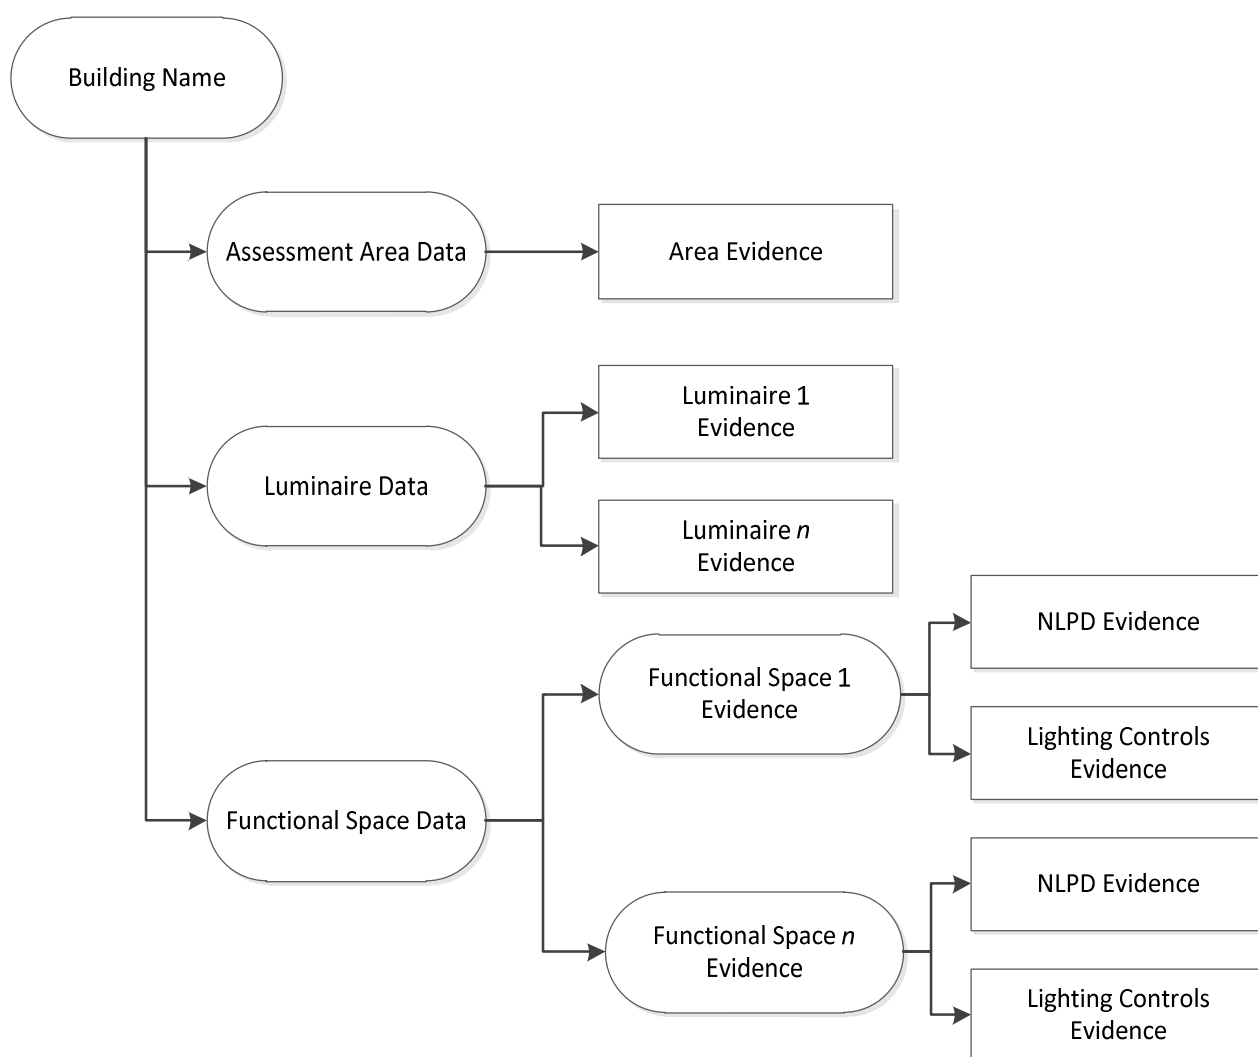 Building Name
Assessment Area Data
Area Evidence
Luminaire Data
Luminaire 1
Evidence
Luminaire n
Evidence
Functional Space Data
Functional Space 1
Evidence
NLPD Evidence
Lighting Controls
Evidence
Functional Space n
Evidence
NLPD Evidence
Lighting Controls
Evidence